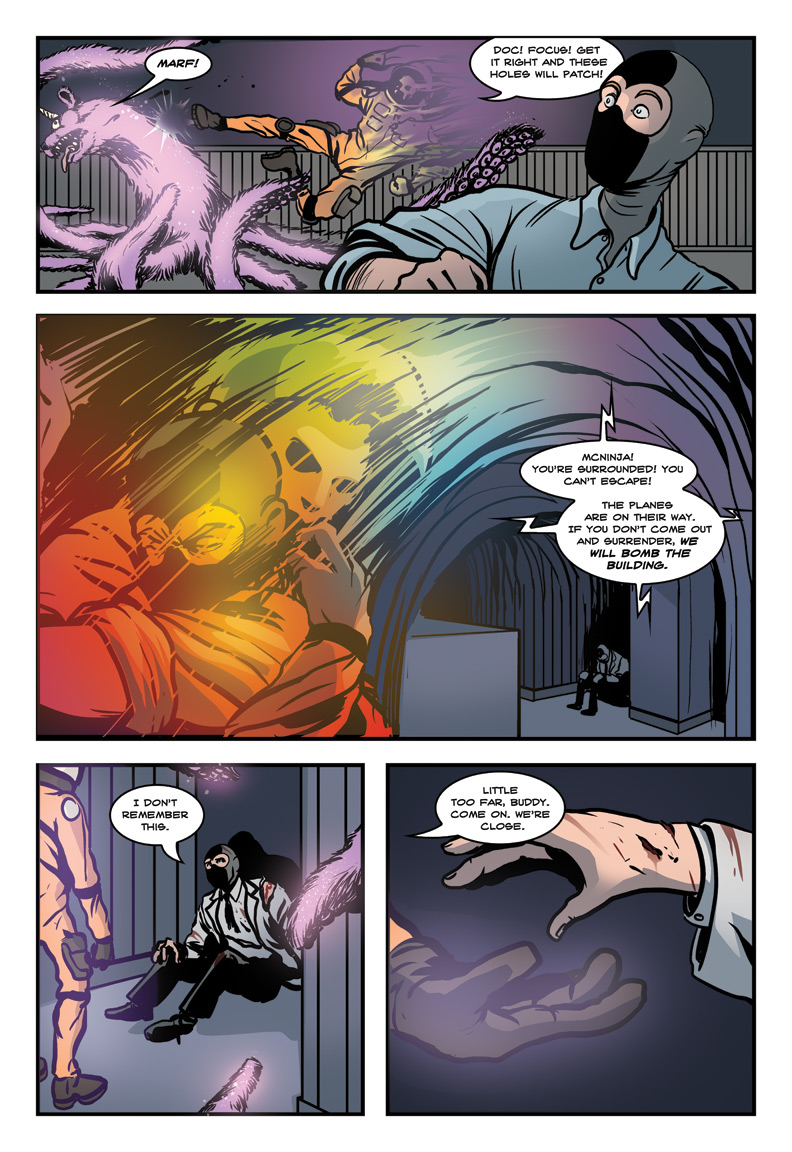 MARF!
DOC! FOCUS! GET
IT RIGHT AND THESE
HOLES WILL PATCH!
MCNINJA!
YOU'RE SURROUNDED! YOU
CAN'T ESCAPE!
THE PLANES
ARE ON THEIR WAY.
IF YOU DON'T COME OUT
AND SURRENDER, WE
WILL BOMB THE
BUILDING.
I DON'T
REMEMBER
THIS.
LITTLE
TOO FAR, BUDDY.
COME ON. WE'RE
CLOSE.